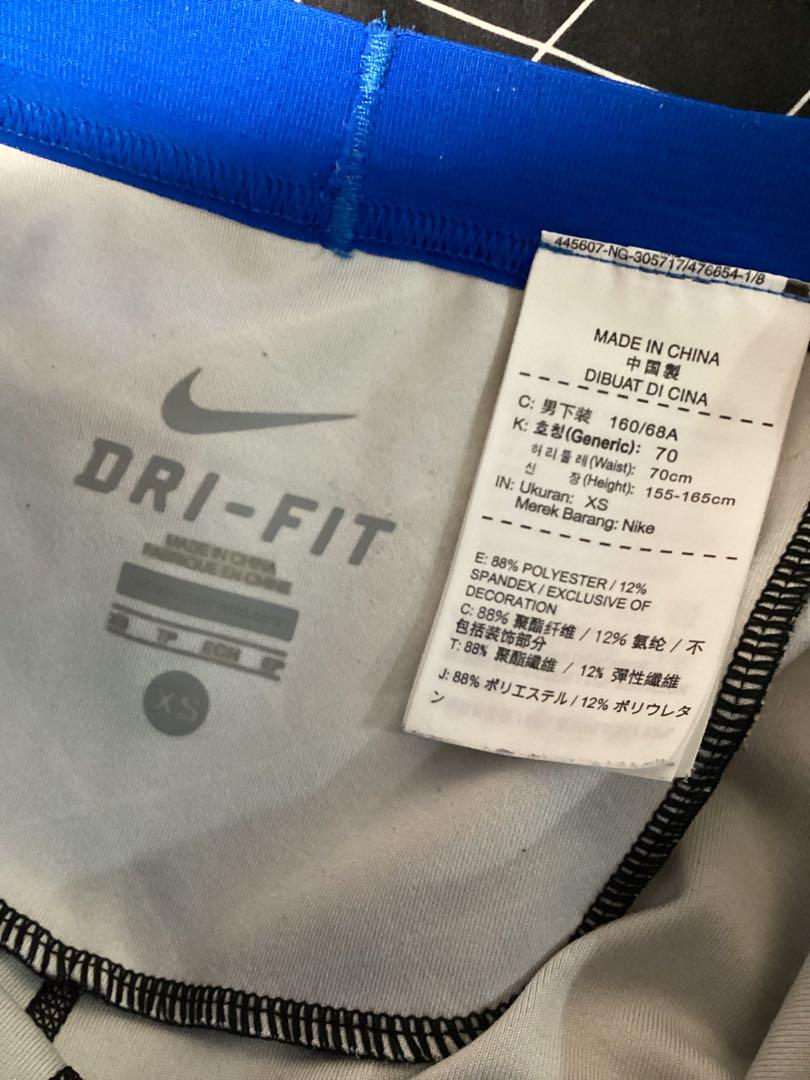 445607-NG-305717/476654-1/8
MADE IN CHINA
中国製
DIBUAT DI CINA
C: 男下装 160/68A
K: 호칭(Generic): 70
허리둘레(Waist): 70cm
신 장(Height): 155-165cm
IN: Ukuran: XS
Merek Barang: Nike
E: 88% POLYESTER / 12%
SPANDEX / EXCLUSIVE OF
DECORATION
C: 88% 聚酯纤维 / 12% 氨纶 / 不
包括装饰部分
T: 88% 聚酯纖維 / 12% 彈性纖維
J: 88% ポリエステル / 12% ポリウレタ
ン
DRI-FIT
MADE IN CHINA
FABRIQUE EN CHINE
XS